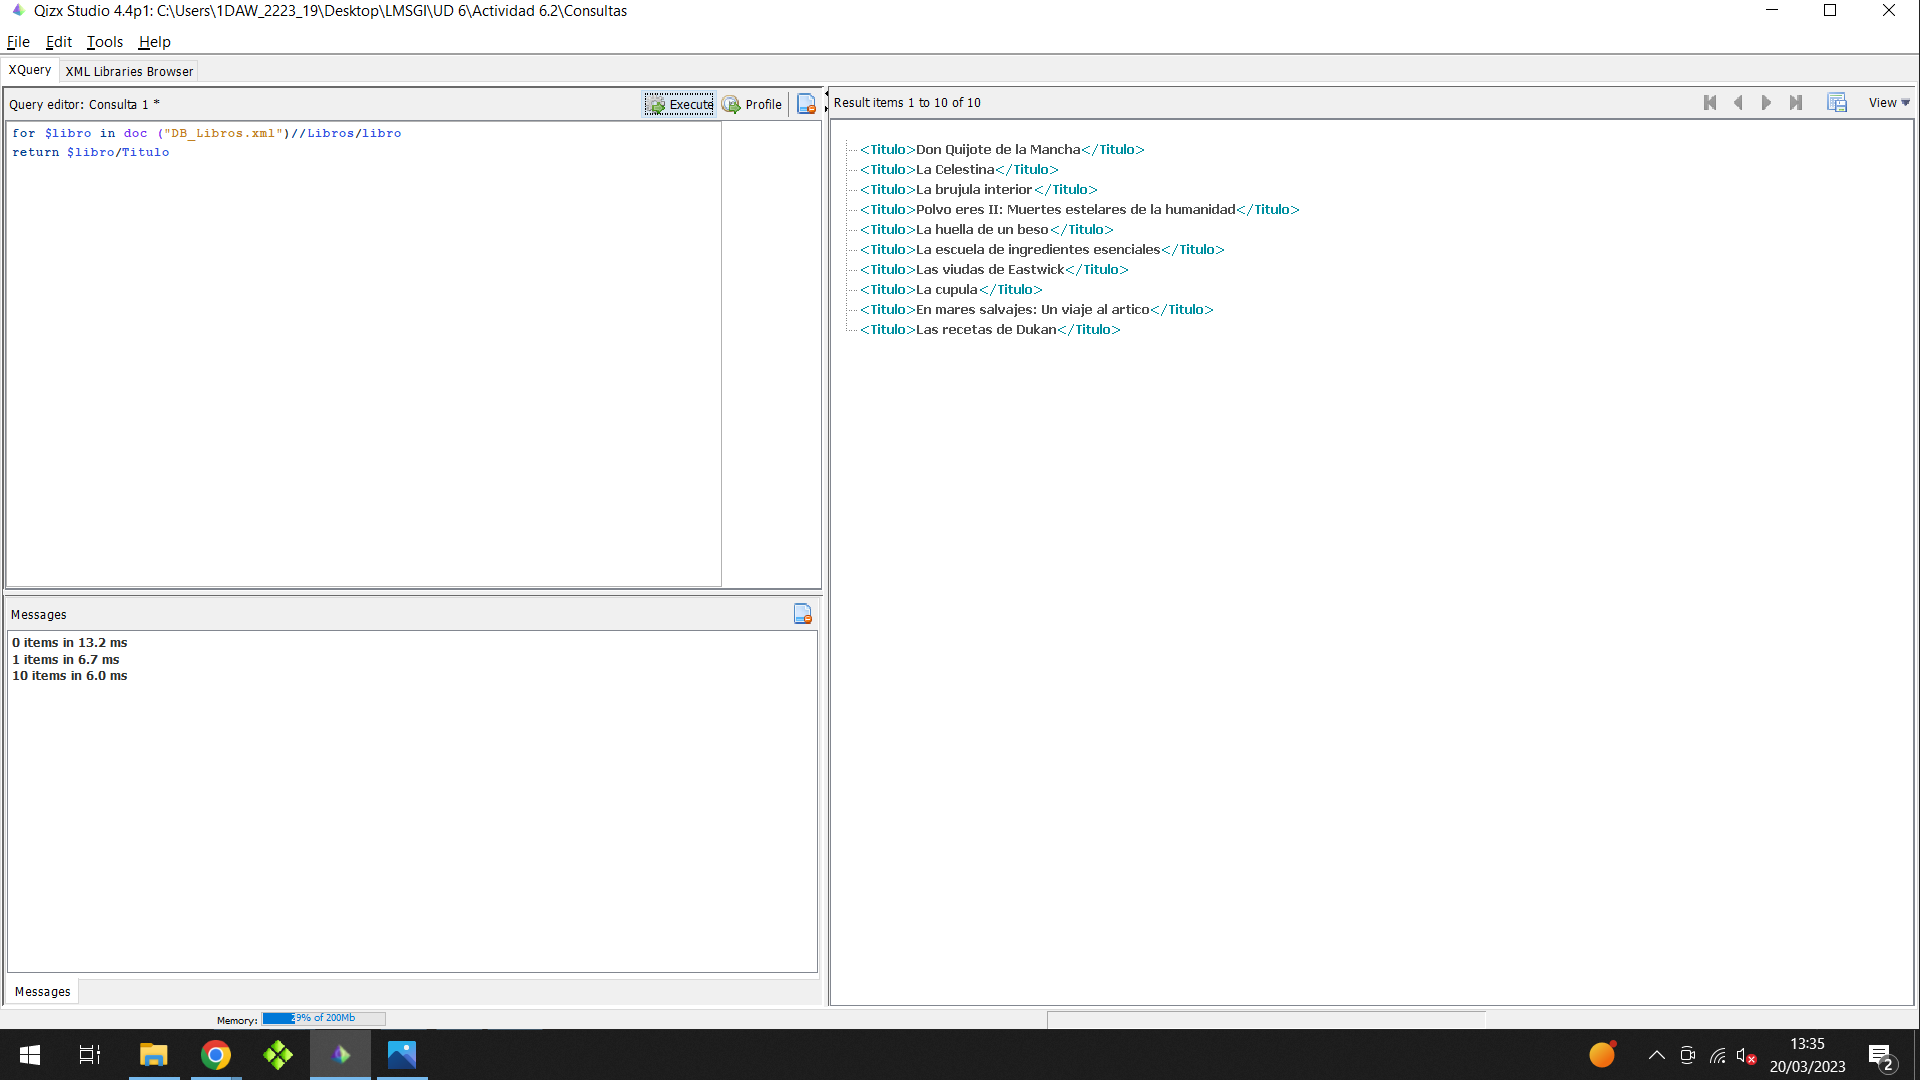 Qizx Studio 4.4p1: C:\Users\1DAW_2223_19\Desktop\LMSGI\UD 6\Actividad 6.2\Consultas
File Edit Tools Help
XQuery XML Libraries Browser
Query editor: Consulta 1 * Execute Profile
for $libro in doc ("DB_Libros.xml")//Libros/libro
return $libro/Titulo
Messages
0 items in 13.2 ms
1 items in 6.7 ms
10 items in 6.0 ms
Messages
Result items 1 to 10 of 10 View
<Titulo>Don Quijote de la Mancha</Titulo>
<Titulo>La Celestina</Titulo>
<Titulo>La brujula interior</Titulo>
<Titulo>Polvo eres II: Muertes estelares de la humanidad</Titulo>
<Titulo>La huella de un beso</Titulo>
<Titulo>La escuela de ingredientes esenciales</Titulo>
<Titulo>Las viudas de Eastwick</Titulo>
<Titulo>La cupula</Titulo>
<Titulo>En mares salvajes: Un viaje al artico</Titulo>
<Titulo>Las recetas de Dukan</Titulo>
Memory: 29% of 200Mb
13:35
20/03/2023
2